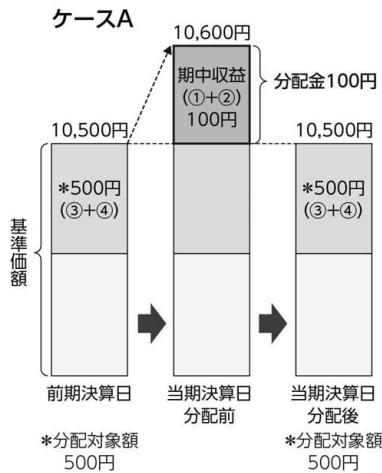 ケースA
10,600円
期中収益
(①+②)
100円
分配金100円
10,500円
10,500円
*500円
(③+④)
*500円
(③+④)
基準価額
前期決算日
当期決算日
分配前
当期決算日
分配後
*分配対象額
500円
*分配対象額
500円